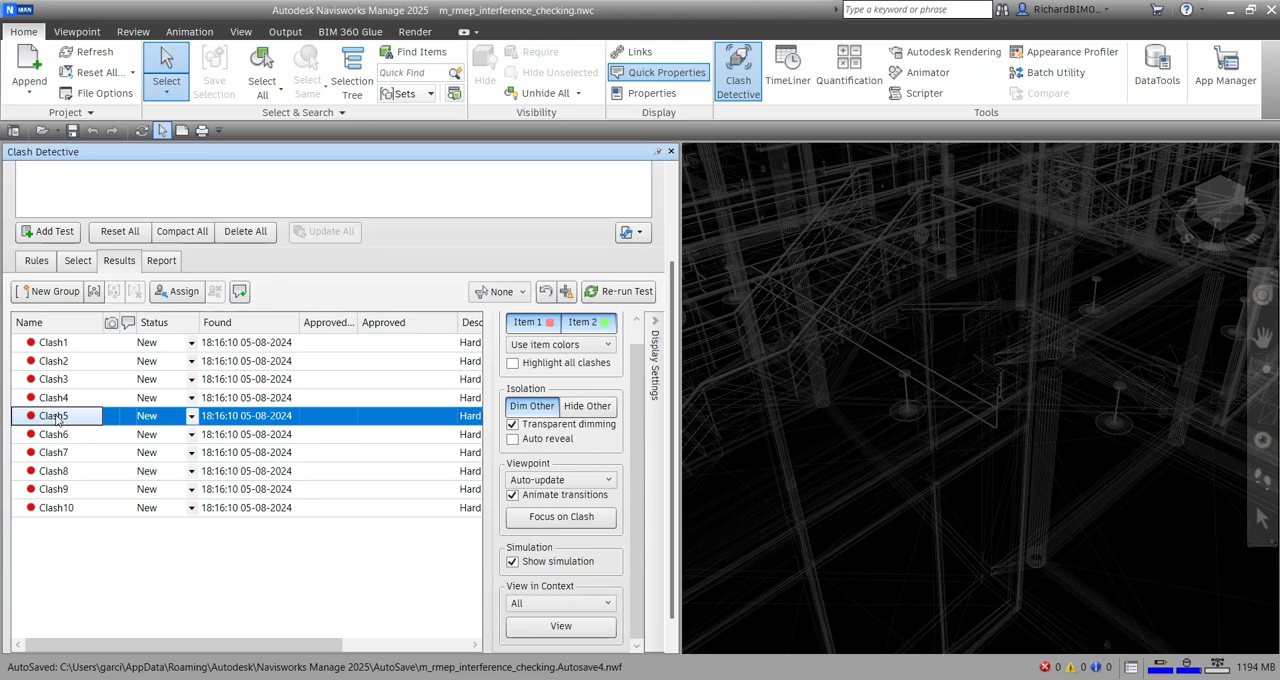 MAN
Autodesk Navisworks Manage 2025 m_rmep_interference_checking.nwc
Type a keyword or phrase
RichardBIMO...
Home Viewpoint Review Animation View Output BIM 360 Glue Render
Append
Refresh
Reset All...
File Options
Project
Select
Save Selection
Select All
Select Same
Selection Tree
Find Items
Quick Find
Sets
Select & Search
Hide
Require
Hide Unselected
Unhide All
Visibility
Links
Quick Properties
Properties
Display
Clash Detective
TimeLiner
Quantification
Autodesk Rendering
Animator
Scripter
Appearance Profiler
Batch Utility
Compare
Tools
DataTools
App Manager
Clash Detective
Add Test Reset All Compact All Delete All Update All
Rules Select Results Report
New Group Assign None Re-run Test
Name Status Found Approved... Approved Desc
Clash1 New 18:16:10 05-08-2024 Hard
Clash2 New 18:16:10 05-08-2024 Hard
Clash3 New 18:16:10 05-08-2024 Hard
Clash4 New 18:16:10 05-08-2024 Hard
Clash5 New 18:16:10 05-08-2024 Hard
Clash6 New 18:16:10 05-08-2024 Hard
Clash7 New 18:16:10 05-08-2024 Hard
Clash8 New 18:16:10 05-08-2024 Hard
Clash9 New 18:16:10 05-08-2024 Hard
Clash10 New 18:16:10 05-08-2024 Hard
Item 1 Item 2
Use item colors
Highlight all clashes
Isolation
Dim Other Hide Other
Transparent dimming
Auto reveal
Viewpoint
Auto-update
Animate transitions
Focus on Clash
Simulation
Show simulation
View in Context
All
View
Display Settings
AutoSaved: C:\Users\garci\AppData\Roaming\Autodesk\Navisworks Manage 2025\AutoSave\m_rmep_interference_checking.Autosave4.nwf
0 0 0 1194 MB